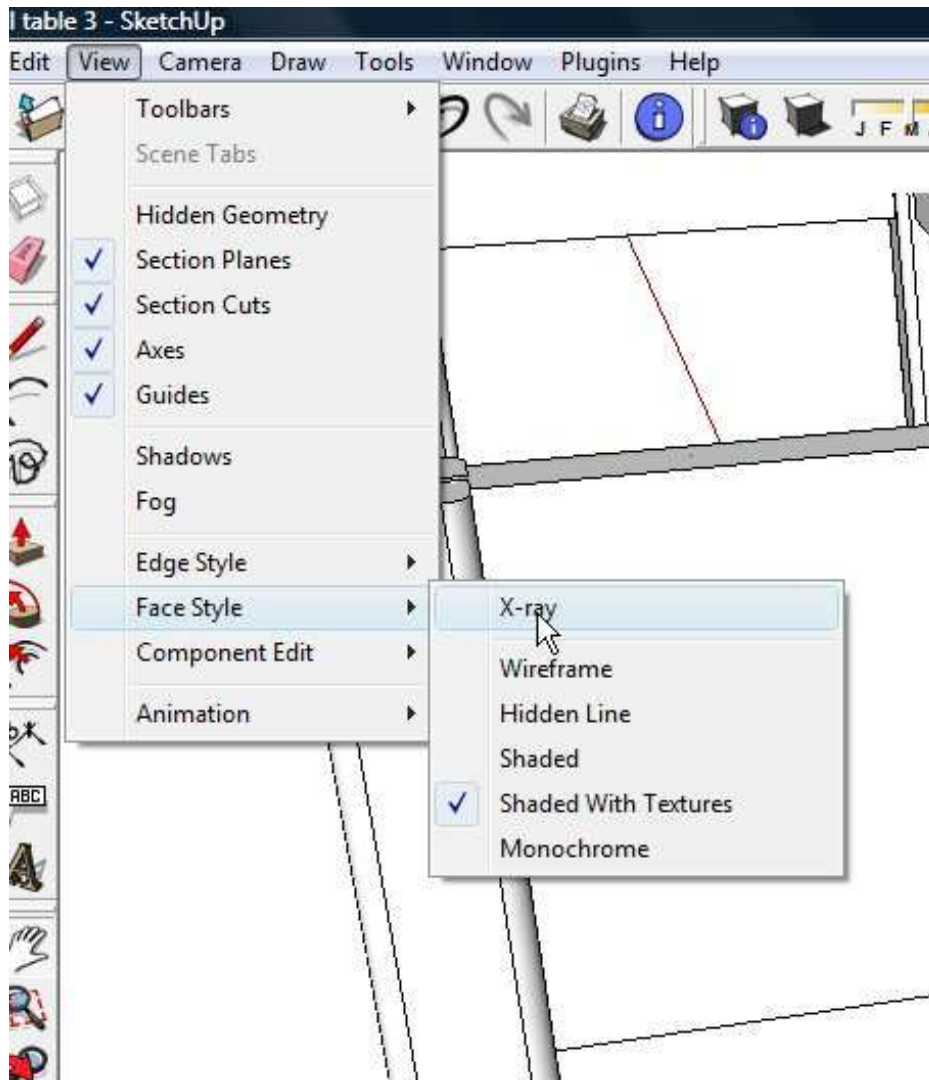 l table 3 - SketchUp
Edit View Camera Draw Tools Window Plugins Help
J F M
Toolbars
Scene Tabs
Hidden Geometry
Section Planes
Section Cuts
Axes
Guides
Shadows
Fog
Edge Style
Face Style
Component Edit
Animation
X-ray
Wireframe
Hidden Line
Shaded
Shaded With Textures
Monochrome
ABC
A